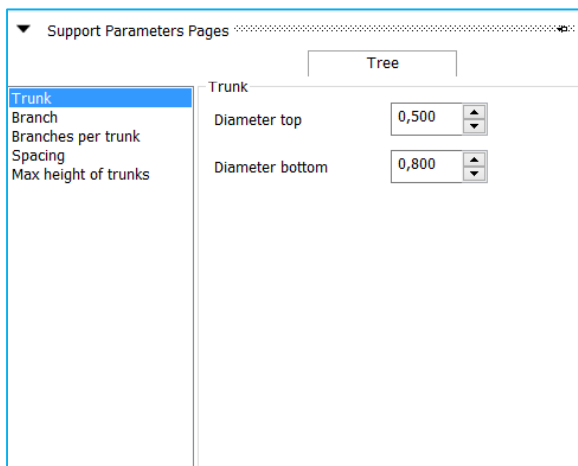 Support Parameters Pages
Tree
Trunk
Branch
Branches per trunk
Spacing
Max height of trunks
Trunk
Diameter top 0,500
Diameter bottom 0,800